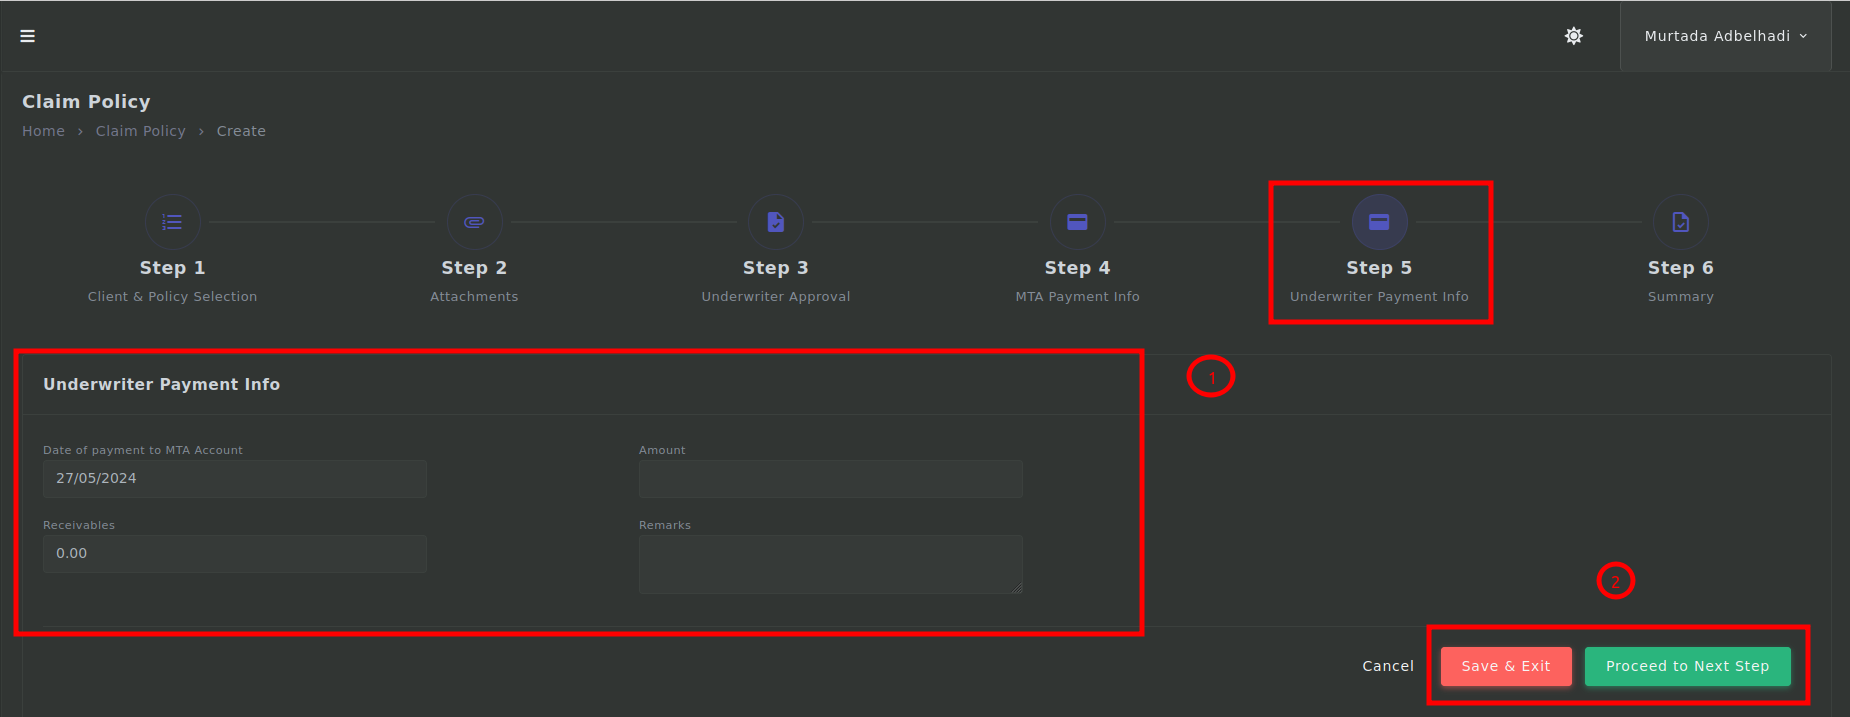 Murtada Adbelhadi
Claim Policy
Home › Claim Policy › Create
Step 1
Client & Policy Selection
Step 2
Attachments
Step 3
Underwriter Approval
Step 4
MTA Payment Info
Step 5
Underwriter Payment Info
Step 6
Summary
Underwriter Payment Info
1
Date of payment to MTA Account
27/05/2024
Amount
Receivables
0.00
Remarks
2
Cancel
Save & Exit
Proceed to Next Step